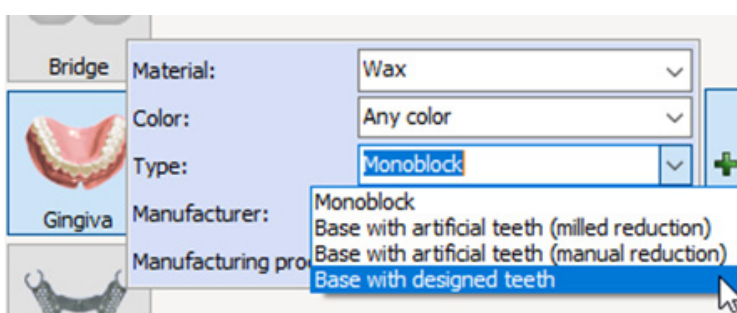 Bridge
Material:
Wax
Color:
Any color
Type:
Monoblock
Gingiva
Manufacturer:
Monoblock
Base with artificial teeth (milled reduction)
Manufacturing pro
Base with artificial teeth (manual reduction)
Base with designed teeth